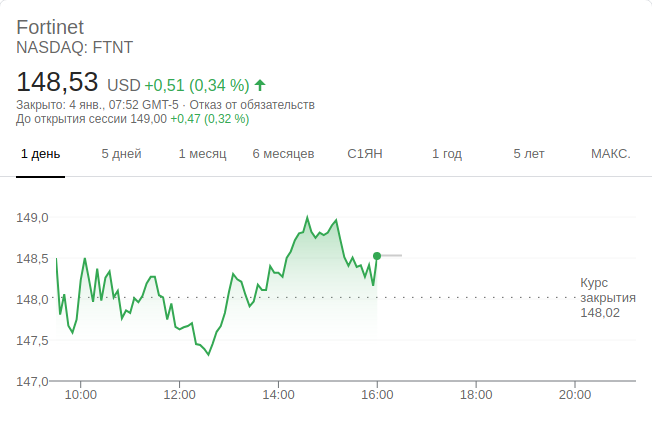 Fortinet
NASDAQ: FTNT
148,53 USD +0,51 (0,34 %)
Закрыто: 4 янв., 07:52 GMT-5 · Отказ от обязательств
До открытия сессии 149,00 +0,47 (0,32 %)
1 день 5 дней 1 месяц 6 месяцев С1ЯН 1 год 5 лет МАКС.
149,0
148,5
148,0
147,5
147,0
Курс
закрытия
148,02
10:00 12:00 14:00 16:00 18:00 20:00